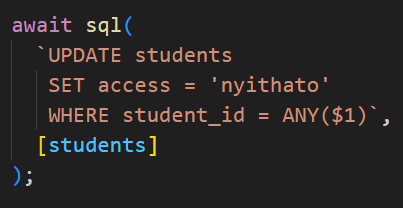 await sql(
`UPDATE students
SET access = 'nyithato'
WHERE student_id = ANY($1)`,
[students]
);